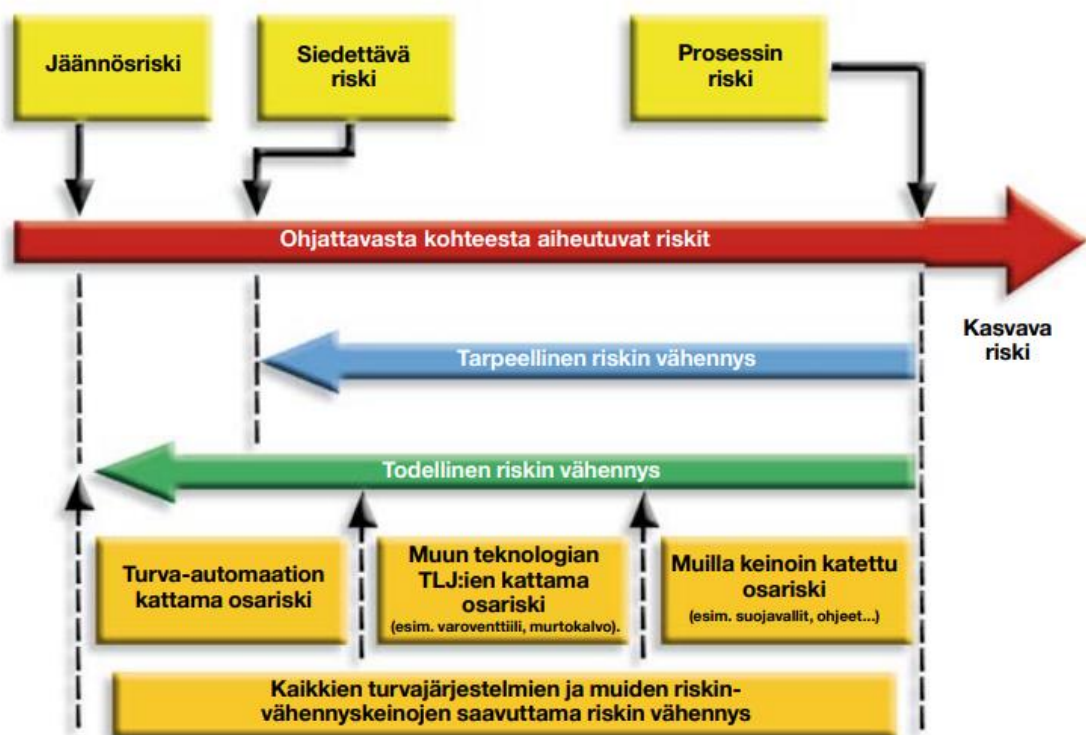 Jäännösriski
Siedettävä
riski
Prosessin
riski
Ohjattavasta kohteesta aiheutuvat riskit
Kasvava
riski
Tarpeellinen riskin vähennys
Todellinen riskin vähennys
Turva-automaation
kattama osariski
Muun teknologian
TLJ:ien kattama
osariski
(esim. varoventtiili, murtokalvo).
Muilla keinoin katettu
osariski
(esim. suojavallit, ohjeet...)
Kaikkien turvajärjestelmien ja muiden riskin-
vähennyskeinojen saavuttama riskin vähennys